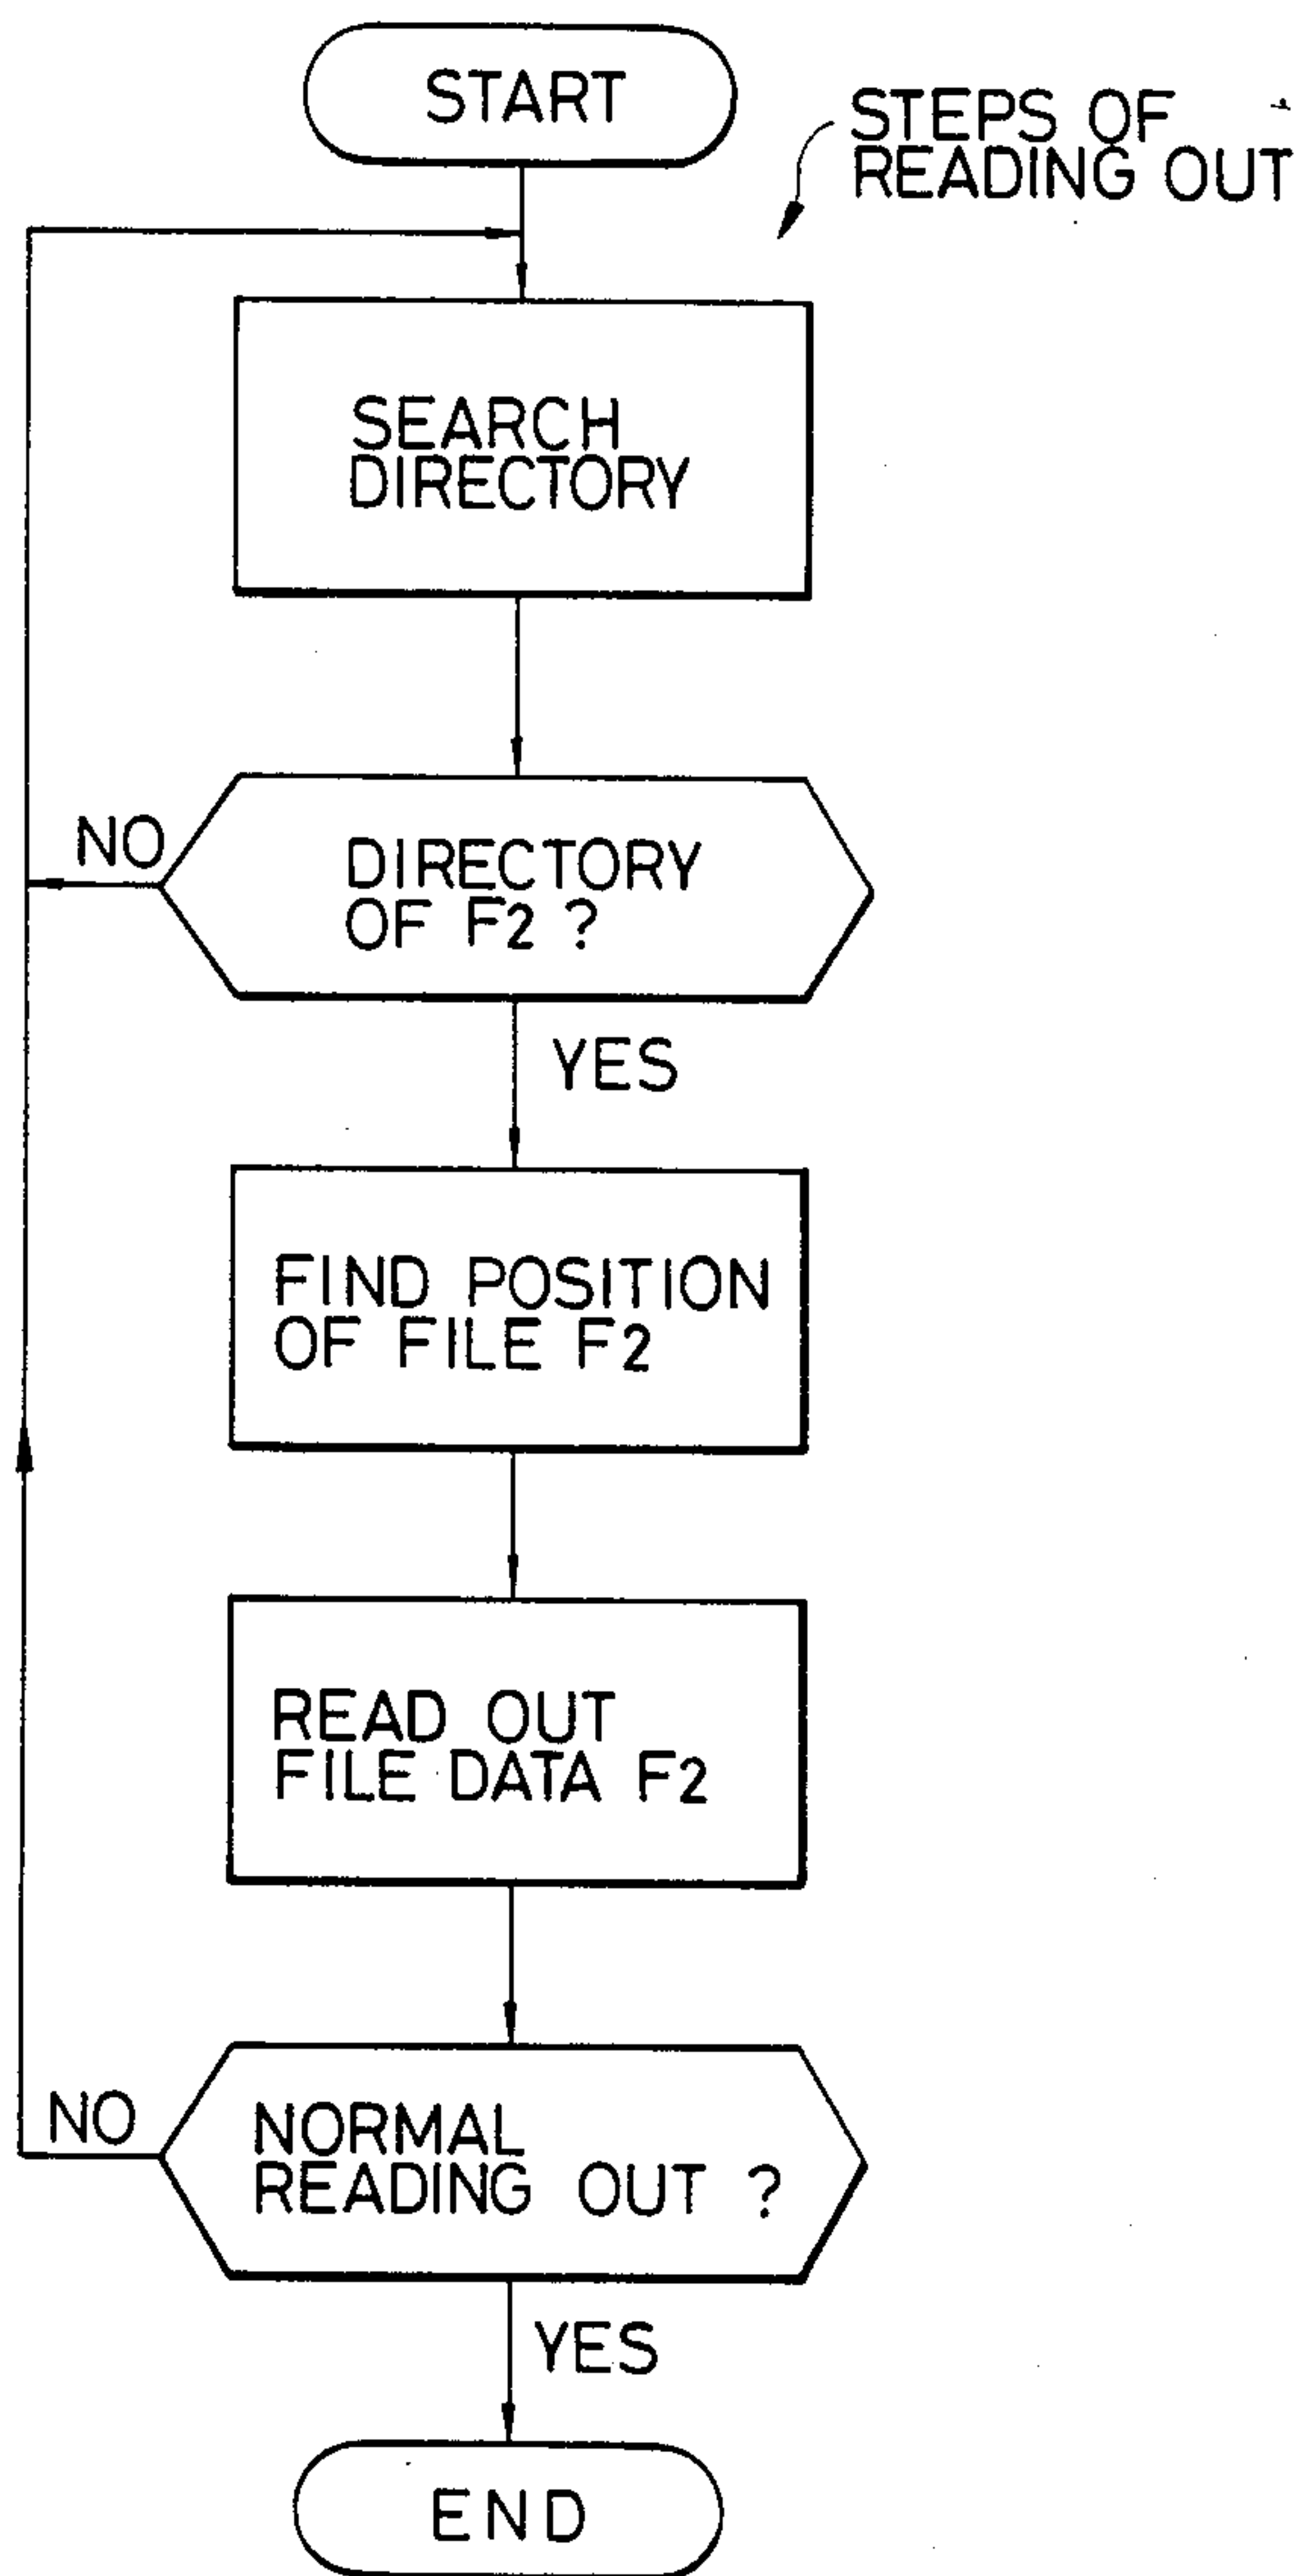 START
STEPS OF
READING OUT
SEARCH
DIRECTORY
NO
DIRECTORY
OF F2 ?
YES
FIND POSITION
OF FILE F2
READ OUT
FILE DATA F2
NO
NORMAL
READING OUT ?
YES
END